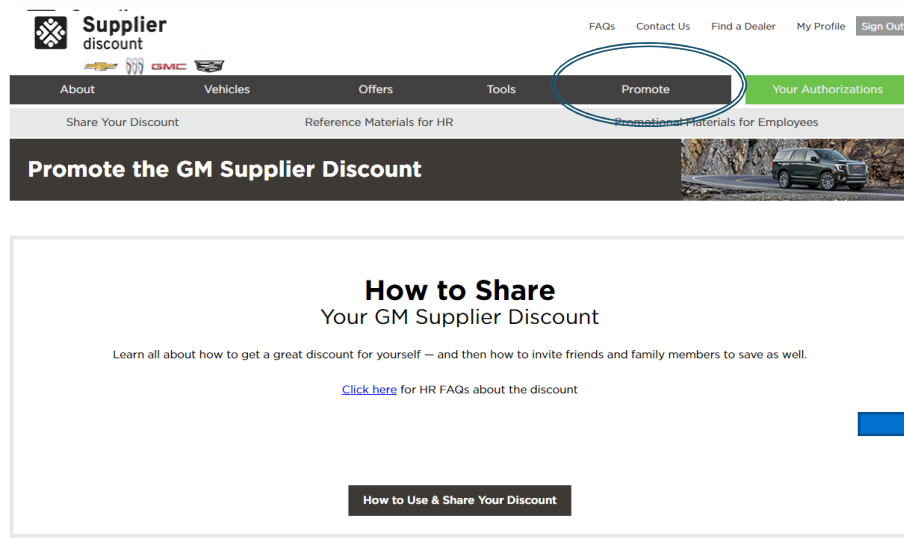 Supplier
discount
FAQs Contact Us Find a Dealer My Profile Sign Out
GMC
About Vehicles Offers Tools Promote Your Authorizations
Share Your Discount Reference Materials for HR Promotional Materials for Employees
Promote the GM Supplier Discount
How to Share
Your GM Supplier Discount
Learn all about how to get a great discount for yourself — and then how to invite friends and family members to save as well.
Click here for HR FAQs about the discount
How to Use & Share Your Discount